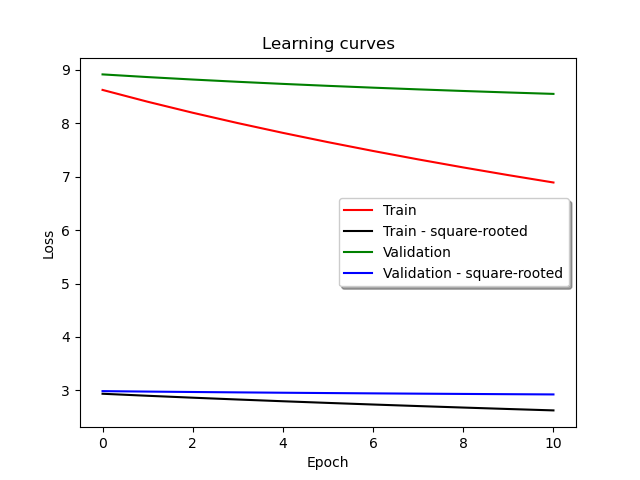 Learning curves
9
8
7
6
5
4
3
Loss
Train
Train - square-rooted
Validation
Validation - square-rooted
0 2 4 6 8 10
Epoch